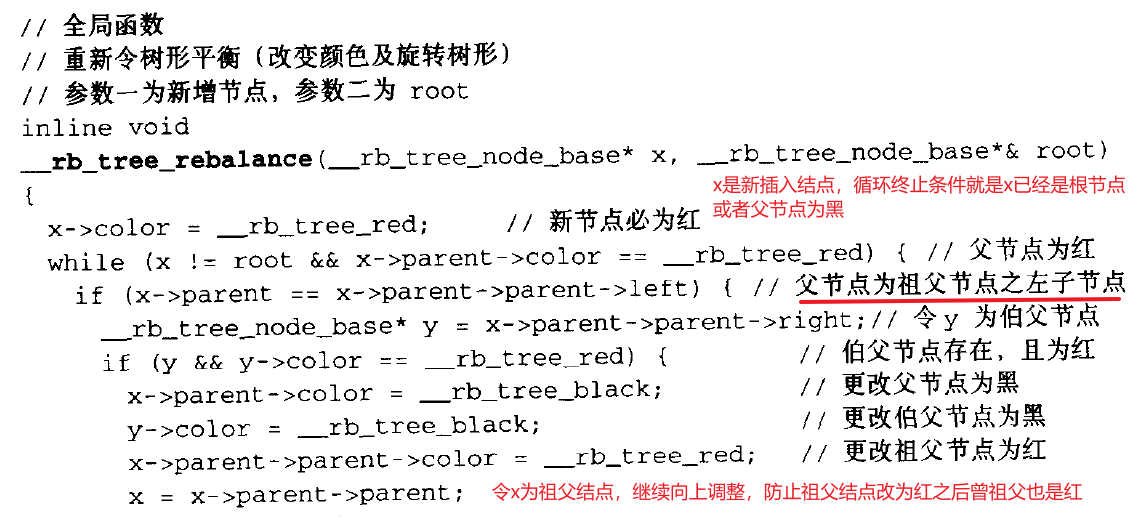 // 全局函数
// 重新令树形平衡（改变颜色及旋转树形）
// 参数一为新增节点，参数二为 root
inline void
__rb_tree_rebalance(__rb_tree_node_base* x, __rb_tree_node_base*& root)
{
x是新插入结点，循环终止条件就是x已经是根节点
或者父节点为黑
x->color = __rb_tree_red; // 新节点必为红
while (x != root && x->parent->color == __rb_tree_red) { // 父节点为红
if (x->parent == x->parent->parent->left) { // 父节点为祖父节点之左子节点
__rb_tree_node_base* y = x->parent->parent->right;// 令 y 为伯父节点
if (y && y->color == __rb_tree_red) { // 伯父节点存在，且为红
x->parent->color = __rb_tree_black; // 更改父节点为黑
y->color = __rb_tree_black; // 更改伯父节点为黑
x->parent->parent->color = __rb_tree_red; // 更改祖父节点为红
x = x->parent->parent; 令x为祖父结点，继续向上调整，防止祖父结点改为红之后曾祖父也是红